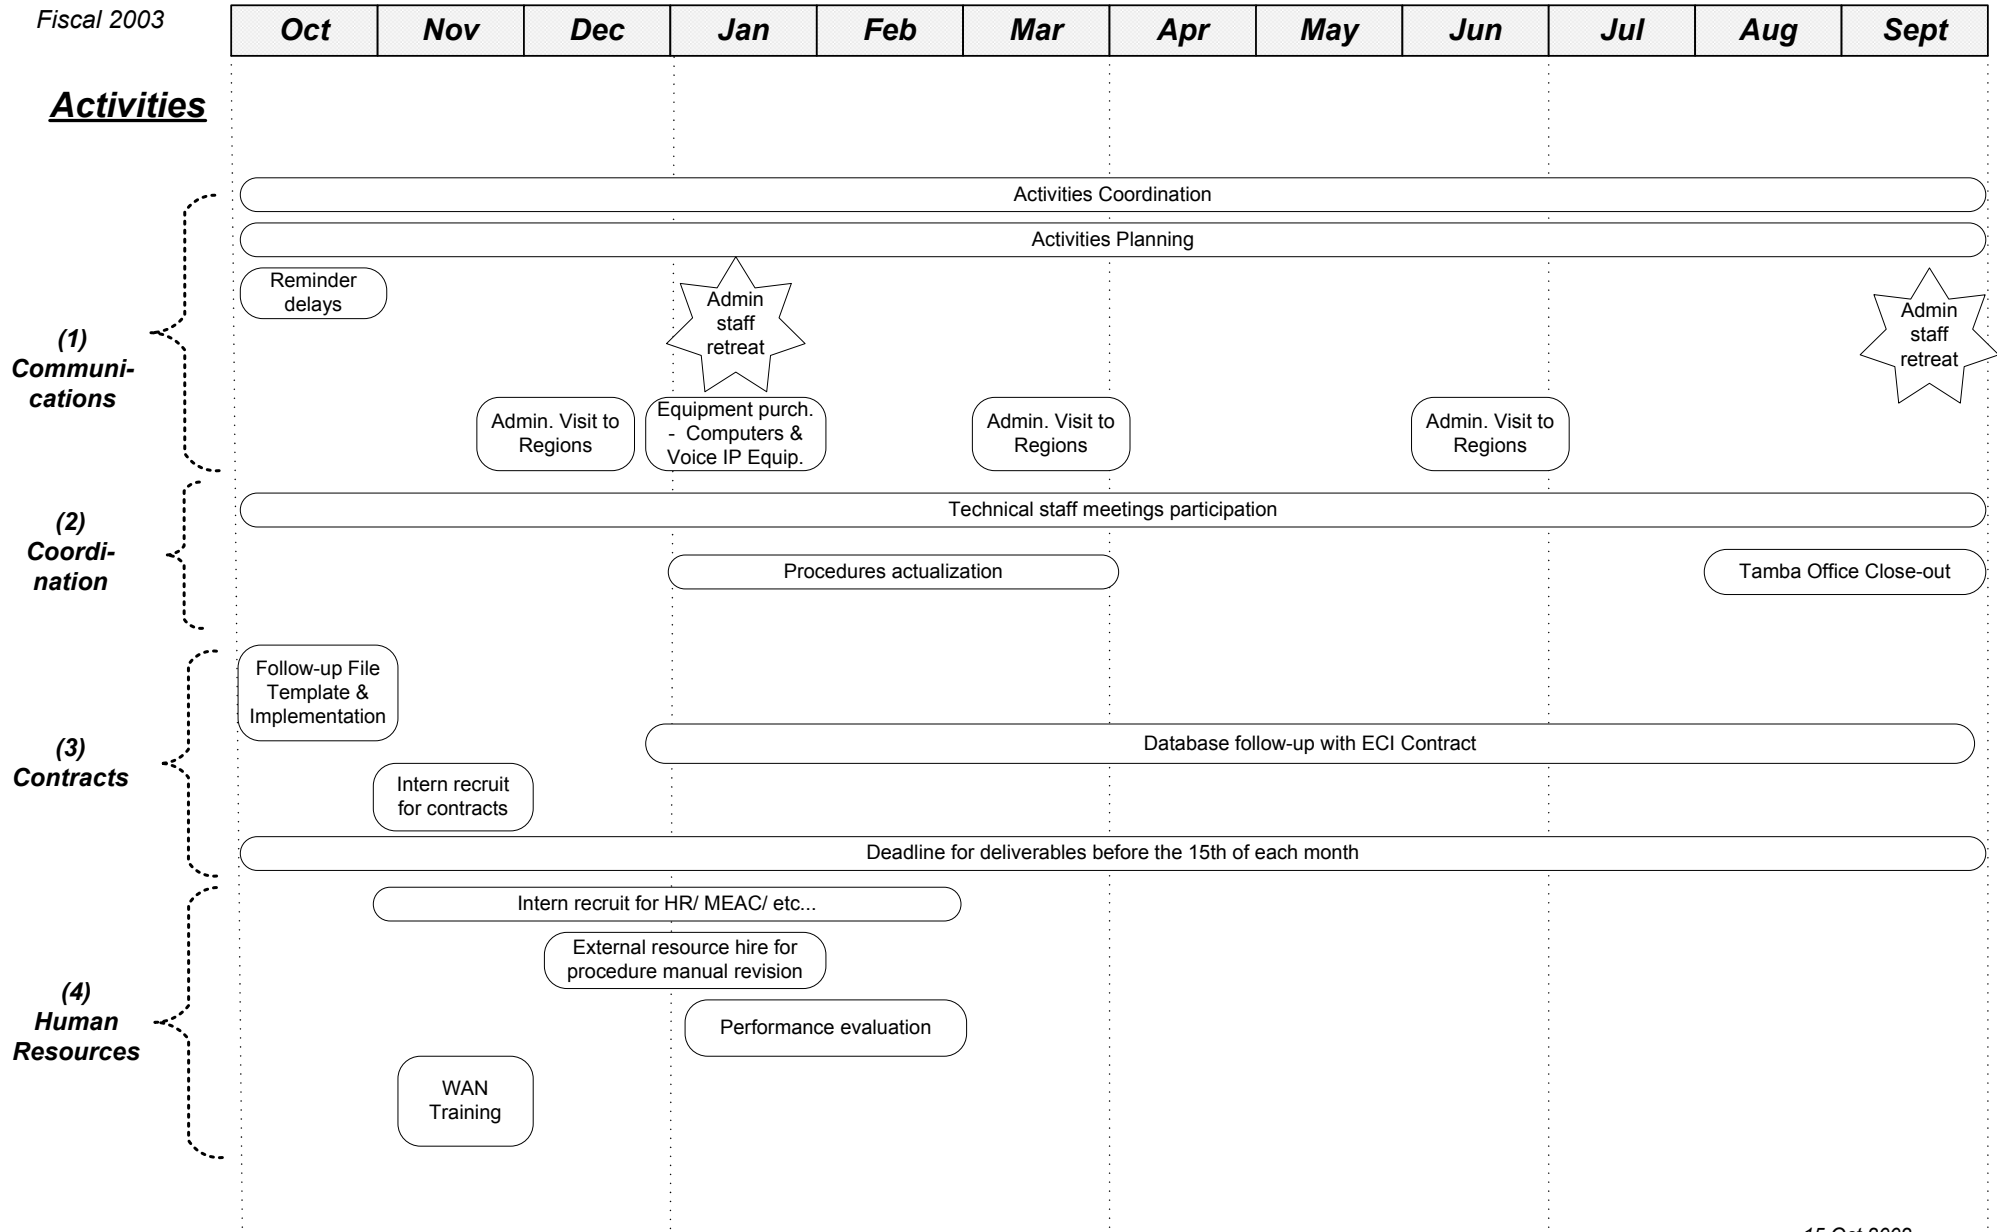 Fiscal 2003
Oct Nov Dec Jan Feb Mar Apr May Jun Jul Aug Sept
Activities
(1)
Communi-
cations
Activities Coordination
Activities Planning
Reminder
delays
Admin
staff
retreat
Admin
staff
retreat
Admin. Visit to
Regions
Equipment purch.
- Computers &
Voice IP Equip.
Admin. Visit to
Regions
Admin. Visit to
Regions
(2)
Coordi-
nation
Technical staff meetings participation
Procedures actualization
Tamba Office Close-out
(3)
Contracts
Follow-up File
Template &
Implementation
Database follow-up with ECI Contract
Intern recruit
for contracts
Deadline for deliverables before the 15th of each month
(4)
Human
Resources
Intern recruit for HR/ MEAC/ etc...
External resource hire for
procedure manual revision
Performance evaluation
WAN
Training